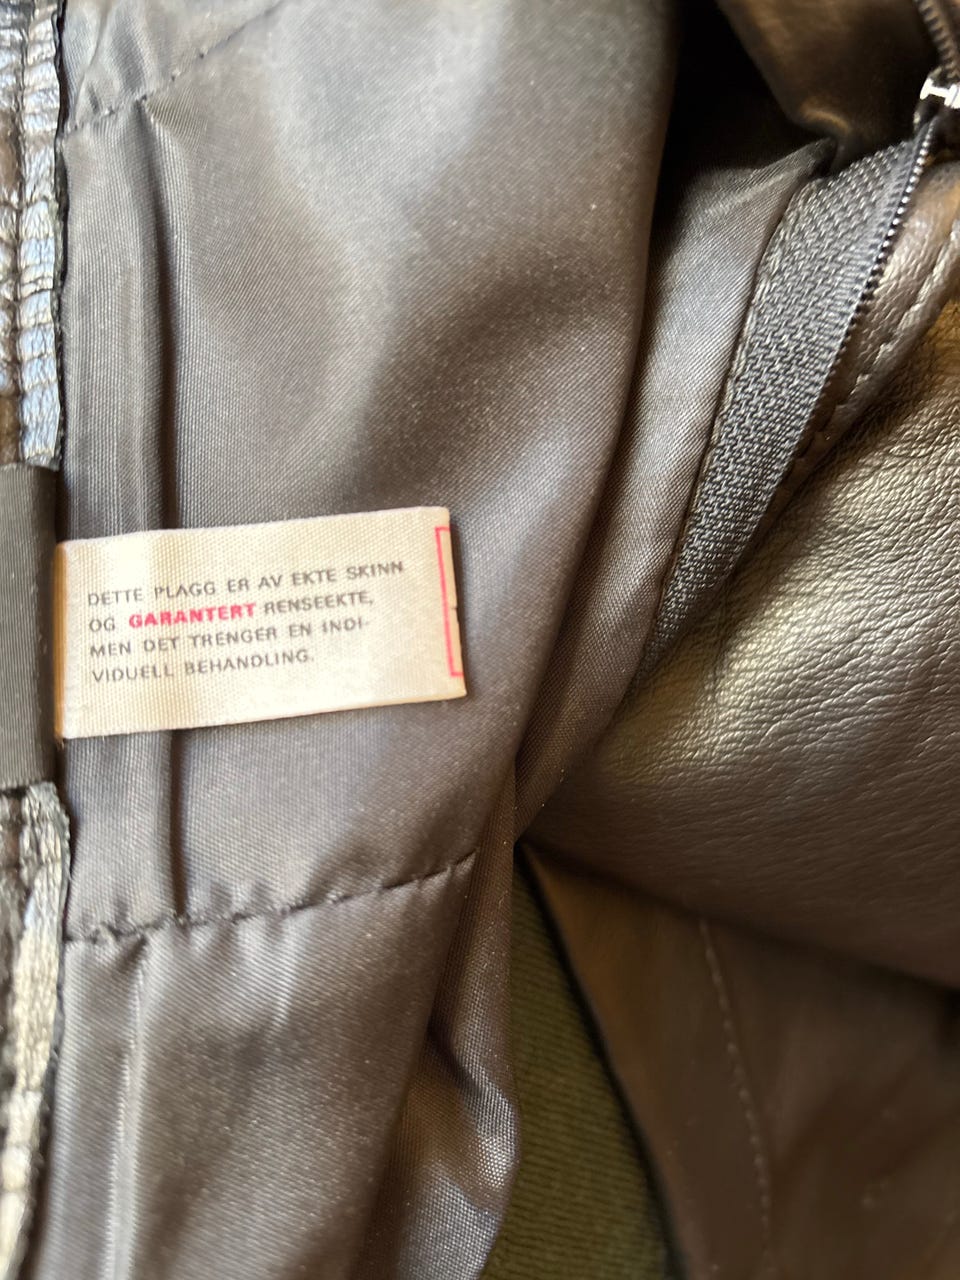 DETTE PLAGG ER AV EKTE SKINN
OG GARANTERT RENSEEKTE,
MEN DET TRENGER EN INDI-
VIDUELL BEHANDLING.